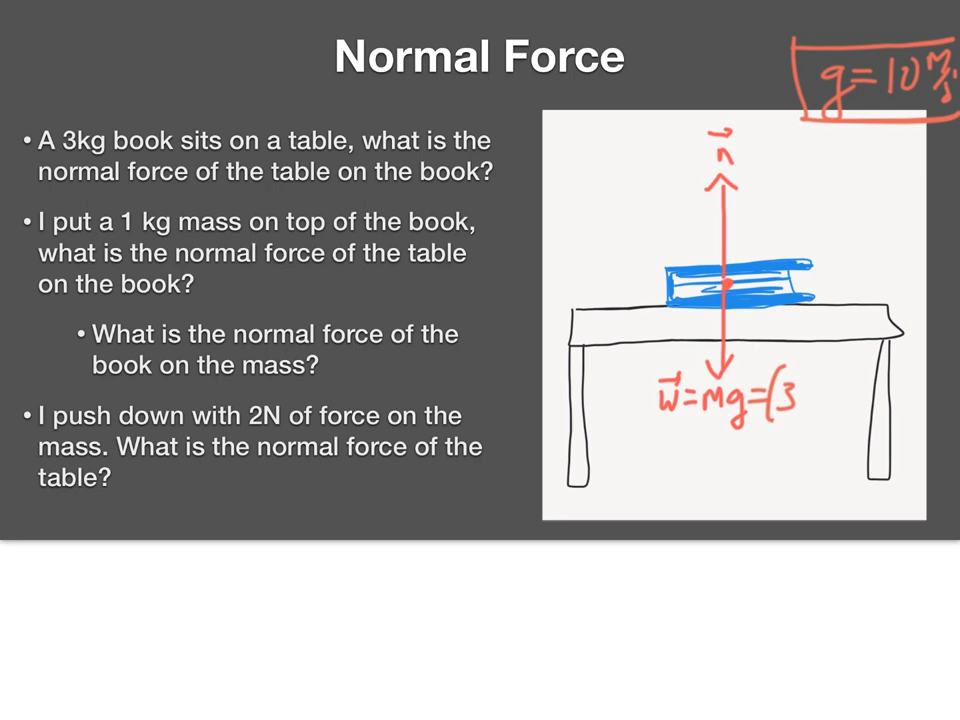 Normal Force
g = 10 m/s
• A 3kg book sits on a table, what is the
normal force of the table on the book?
• I put a 1 kg mass on top of the book,
what is the normal force of the table
on the book?
• What is the normal force of the
book on the mass?
• I push down with 2N of force on the
mass. What is the normal force of the
table?
n
w = mg = (3